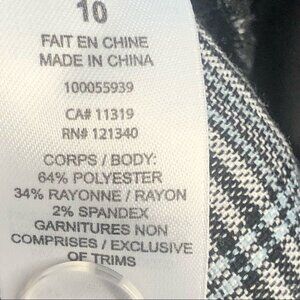 10
FAIT EN CHINE
MADE IN CHINA
100055939
CA# 11319
RN# 121340
CORPS / BODY:
64% POLYESTER
34% RAYONNE / RAYON
2% SPANDEX
GARNITURES NON
COMPRISES / EXCLUSIVE
OF TRIMS